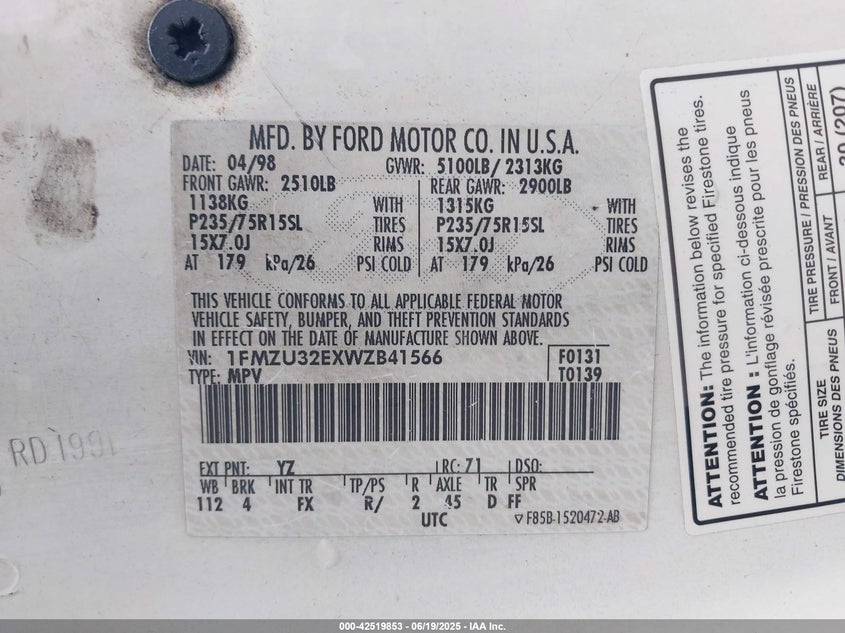 MFD. BY FORD MOTOR CO. IN U.S.A.
DATE: 04/98 GVWR: 5100LB/ 2313KG
FRONT GAWR: 2510LB REAR GAWR: 2900LB
1138KG WITH 1315KG WITH
P235/75R15SL TIRES P235/75R15SL TIRES
15X7.0J RIMS 15X7.0J RIMS
AT 179 kPa/26 PSI COLD AT 179 kPa/26 PSI COLD
THIS VEHICLE CONFORMS TO ALL APPLICABLE FEDERAL MOTOR
VEHICLE SAFETY, BUMPER, AND THEFT PREVENTION STANDARDS
IN EFFECT ON THE DATE OF MANUFACTURE SHOWN ABOVE.
VIN: 1FMZU32EXWZB41566 F0131
TYPE: MPV T0139
EXT PNT: YZ RC: 71 DSO:
WB BRK INT TR TP/PS R AXLE TR SPR
112 4 FX R/ 2 45 D FF
UTC F85B-1520472-AB
RD 1991
ATTENTION: The information below revises the
recommended tire pressure for specified Firestone tires.
ATTENTION : L'information ci-dessous indique
la pression de gonflage révisée prescrite pour les pneus
Firestone spécifiés.
TIRE SIZE
DIMENSIONS DES PNEUS
TIRE PRESSURE / PRESSION DES PNEUS
FRONT / AVANT
REAR / ARRIÈRE
000-42519853 - 06/19/2025 - IAA Inc.